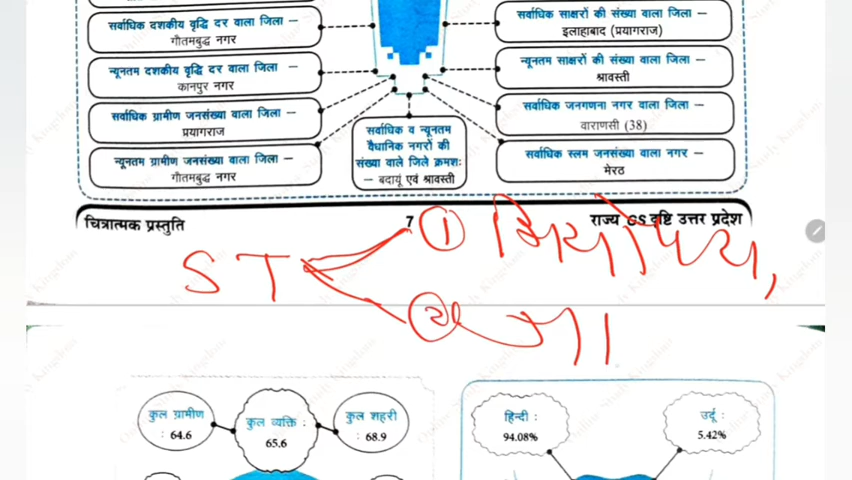 सर्वाधिक दशकीय वृद्धि दर वाला जिला –
गौतमबुद्ध नगर
न्यूनतम दशकीय वृद्धि दर वाला जिला –
कानपुर नगर
सर्वाधिक ग्रामीण जनसंख्या वाला जिला –
प्रयागराज
न्यूनतम ग्रामीण जनसंख्या वाला जिला –
गौतमबुद्ध नगर
सर्वाधिक व न्यूनतम
वैधानिक नगरों की
संख्या वाले जिले क्रमशः
– बदायूं एवं श्रावस्ती
सर्वाधिक साक्षरों की संख्या वाला जिला –
इलाहाबाद (प्रयागराज)
न्यूनतम साक्षरों की संख्या वाला जिला –
श्रावस्ती
सर्वाधिक जनगणना नगर वाला जिला –
वाराणसी (38)
सर्वाधिक स्लम जनसंख्या वाला नगर –
मेरठ
चित्रात्मक प्रस्तुति 7 राज्य GS दृष्टि उत्तर प्रदेश
ST ①
②
कुल ग्रामीण
: 64.6
कुल व्यक्ति :
65.6
कुल शहरी
: 68.9
हिन्दी :
94.08%
उर्दू :
5.42%